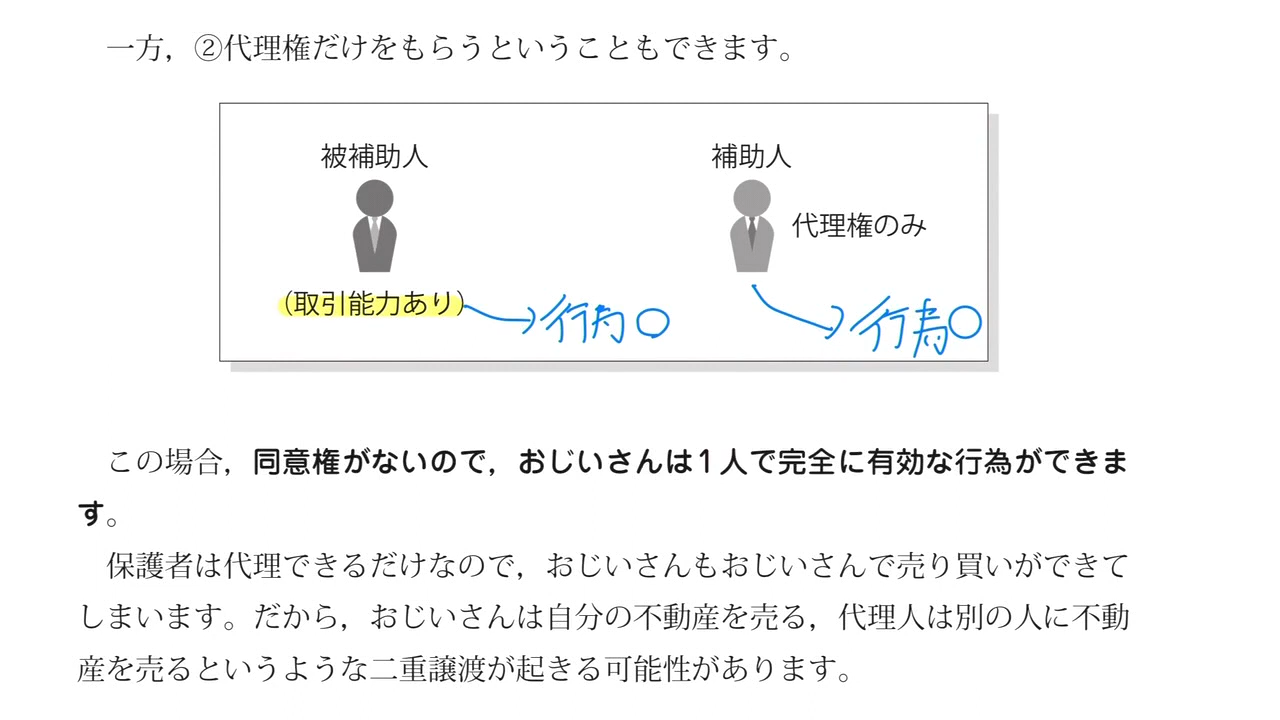 一方，②代理権だけをもらうということもできます。
被補助人
補助人
代理権のみ
（取引能力あり）
行為〇
行為〇
この場合，同意権がないので，おじいさんは1人で完全に有効な行為ができま
す。
保護者は代理できるだけなので，おじいさんもおじいさんで売り買いができて
しまいます。だから，おじいさんは自分の不動産を売る，代理人は別の人に不動
産を売るというような二重譲渡が起きる可能性があります。